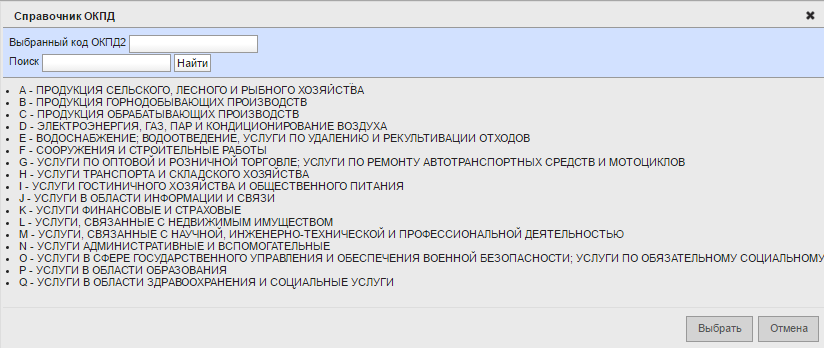 Справочник ОКПД
Выбранный код ОКПД2
Поиск Найти
A - ПРОДУКЦИЯ СЕЛЬСКОГО, ЛЕСНОГО И РЫБНОГО ХОЗЯЙСТВА
B - ПРОДУКЦИЯ ГОРНОДОБЫВАЮЩИХ ПРОИЗВОДСТВ
C - ПРОДУКЦИЯ ОБРАБАТЫВАЮЩИХ ПРОИЗВОДСТВ
D - ЭЛЕКТРОЭНЕРГИЯ, ГАЗ, ПАР И КОНДИЦИОНИРОВАНИЕ ВОЗДУХА
E - ВОДОСНАБЖЕНИЕ; ВОДООТВЕДЕНИЕ, УСЛУГИ ПО УДАЛЕНИЮ И РЕКУЛЬТИВАЦИИ ОТХОДОВ
F - СООРУЖЕНИЯ И СТРОИТЕЛЬНЫЕ РАБОТЫ
G - УСЛУГИ ПО ОПТОВОЙ И РОЗНИЧНОЙ ТОРГОВЛЕ; УСЛУГИ ПО РЕМОНТУ АВТОТРАНСПОРТНЫХ СРЕДСТВ И МОТОЦИКЛОВ
H - УСЛУГИ ТРАНСПОРТА И СКЛАДСКОГО ХОЗЯЙСТВА
I - УСЛУГИ ГОСТИНИЧНОГО ХОЗЯЙСТВА И ОБЩЕСТВЕННОГО ПИТАНИЯ
J - УСЛУГИ В ОБЛАСТИ ИНФОРМАЦИИ И СВЯЗИ
K - УСЛУГИ ФИНАНСОВЫЕ И СТРАХОВЫЕ
L - УСЛУГИ, СВЯЗАННЫЕ С НЕДВИЖИМЫМ ИМУЩЕСТВОМ
M - УСЛУГИ, СВЯЗАННЫЕ С НАУЧНОЙ, ИНЖЕНЕРНО-ТЕХНИЧЕСКОЙ И ПРОФЕССИОНАЛЬНОЙ ДЕЯТЕЛЬНОСТЬЮ
N - УСЛУГИ АДМИНИСТРАТИВНЫЕ И ВСПОМОГАТЕЛЬНЫЕ
O - УСЛУГИ В СФЕРЕ ГОСУДАРСТВЕННОГО УПРАВЛЕНИЯ И ОБЕСПЕЧЕНИЯ ВОЕННОЙ БЕЗОПАСНОСТИ; УСЛУГИ ПО ОБЯЗАТЕЛЬНОМУ СОЦИАЛЬНОМУ
P - УСЛУГИ В ОБЛАСТИ ОБРАЗОВАНИЯ
Q - УСЛУГИ В ОБЛАСТИ ЗДРАВООХРАНЕНИЯ И СОЦИАЛЬНЫЕ УСЛУГИ
Выбрать Отмена